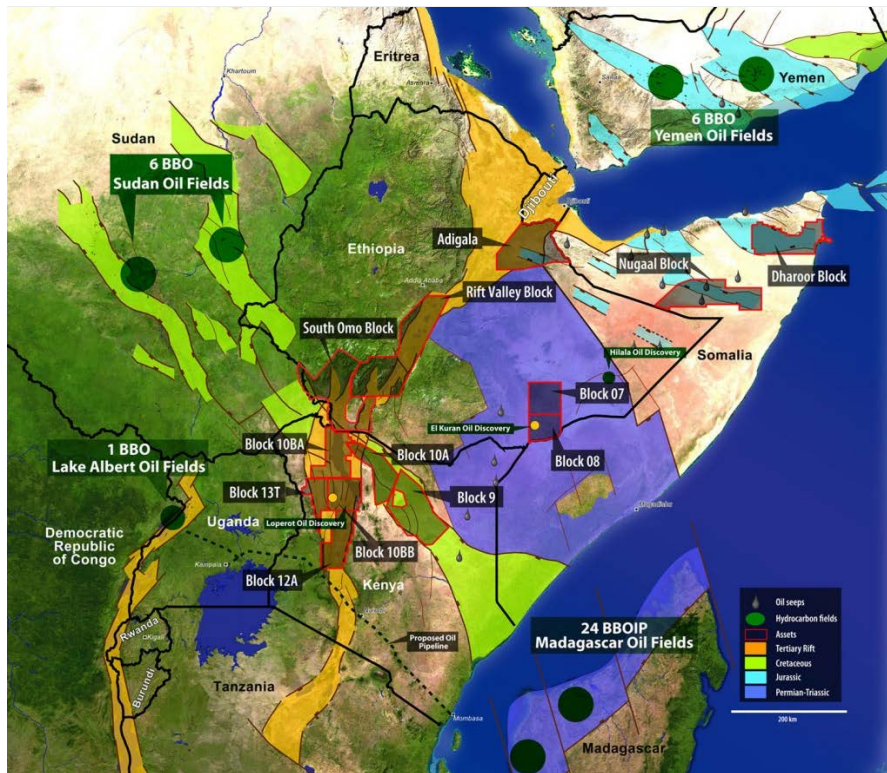 Eritrea
Asmara
Khartoum
Sanaa
Yemen
6 BBO
Yemen Oil Fields
Sudan
6 BBO
Sudan Oil Fields
Djibouti
Djibouti
Adigala
Ethiopia
Addis Ababa
Nugaal Block
Dharoor Block
Rift Valley Block
South Omo Block
Hilala Oil Discovery
Somalia
Block 07
El Kuran Oil Discovery
Block 08
1 BBO
Lake Albert Oil Fields
Block 10BA
Block 10A
Block 13T
Block 9
Uganda
Loperot Oil Discovery
Mogadishu
Democratic
Republic
of Congo
Block 10BB
Kampala
Block 12A
Kenya
Nairobi
Rwanda
Kigali
Burundi
Proposed Oil
Pipeline
24 BBOIP
Madagascar Oil Fields
Tanzania
Mombasa
Madagascar
Oil seeps
Hydrocarbon fields
Assets
Tertiary Rift
Cretaceous
Jurassic
Permian-Triassic
200 km